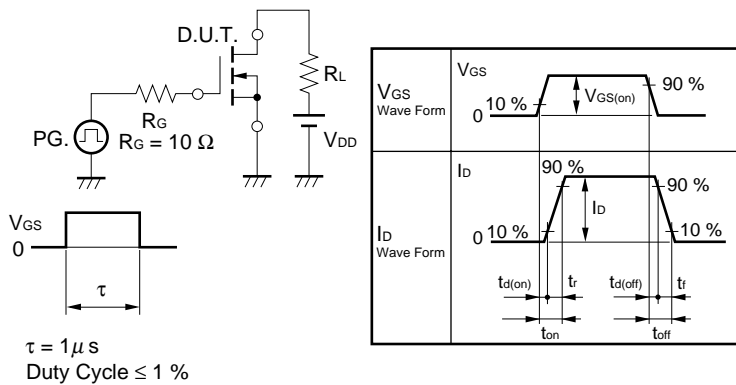 D.U.T.
RL
RG
PG.
RG = 10 Ω
VDD
VGS
0
τ
τ = 1μ s
Duty Cycle ≤ 1 %
VGS
Wave Form
VGS
10 %
0
VGS(on)
90 %
ID
Wave Form
ID
90 %
0 10 %
ID
90 %
10 %
td(on)
tr
td(off)
tf
ton
toff